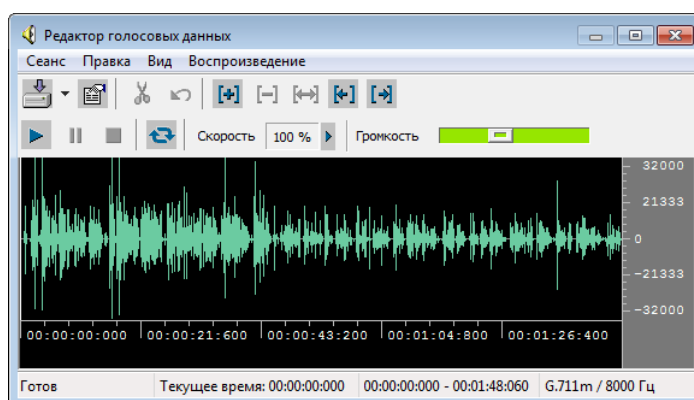 Редактор голосовых данных
Сеанс Правка Вид Воспроизведение
Скорость 100 % Громкость
32000
21333
0
-21333
-32000
00:00:00:000 00:00:21:600 00:00:43:200 00:01:04:800 00:01:26:400
Готов Текущее время: 00:00:00:000 00:00:00:000 - 00:01:48:060 G.711m / 8000 Гц